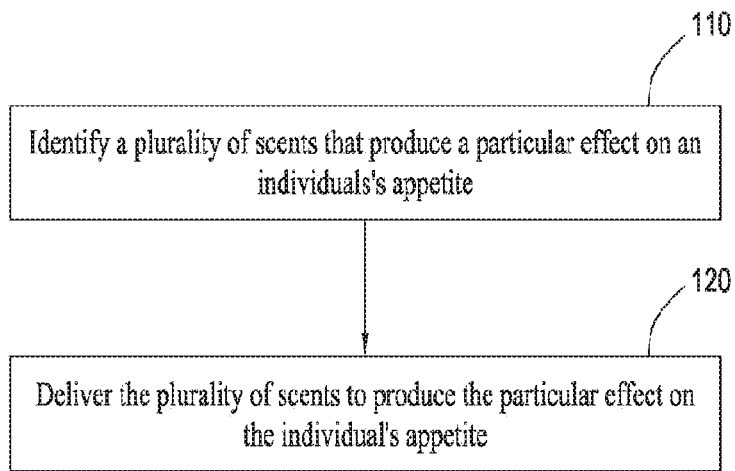 110
Identify a plurality of scents that produce a particular effect on an
individuals's appetite
120
Deliver the plurality of scents to produce the particular effect on
the individual's appetite